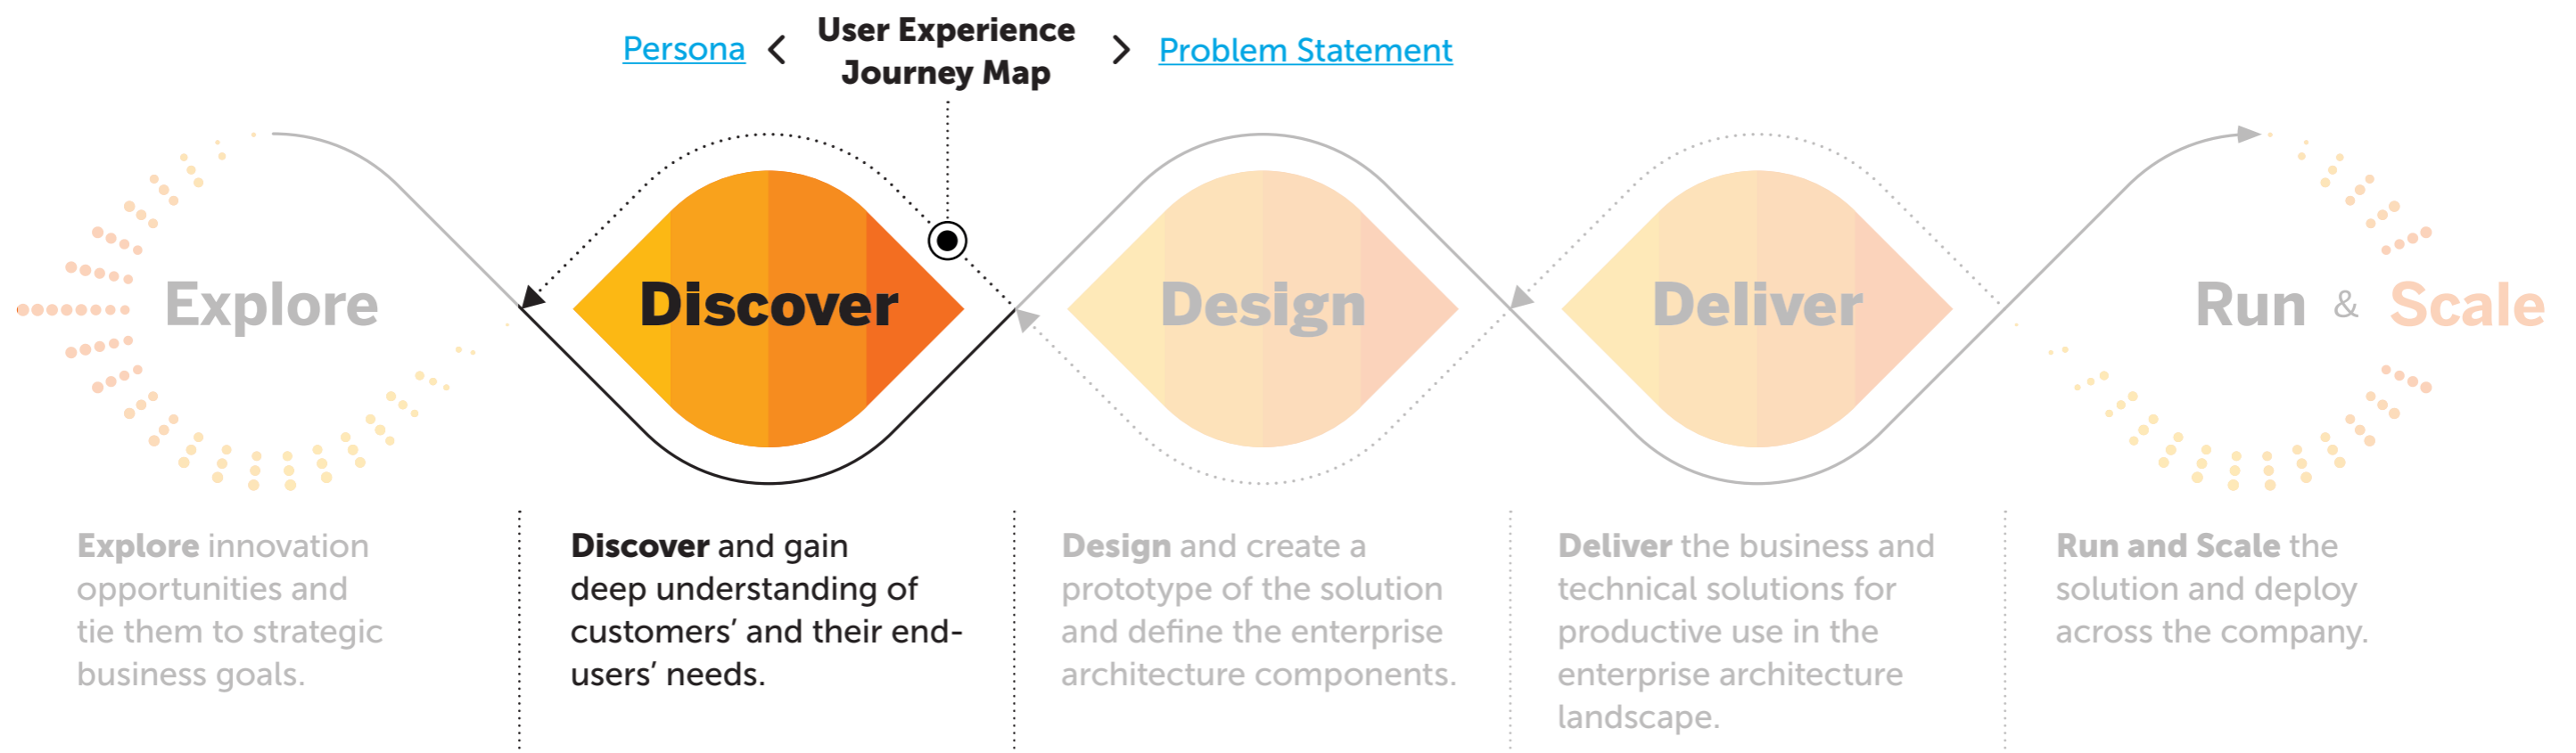 Persona < User Experience Journey Map > Problem Statement
Explore
Discover
Design
Deliver
Run & Scale
Explore innovation
opportunities and
tie them to strategic
business goals.
Discover and gain
deep understanding of
customers’ and their end-
users’ needs.
Design and create a
prototype of the solution
and define the enterprise
architecture components.
Deliver the business and
technical solutions for
productive use in the
enterprise architecture
landscape.
Run and Scale the
solution and deploy
across the company.